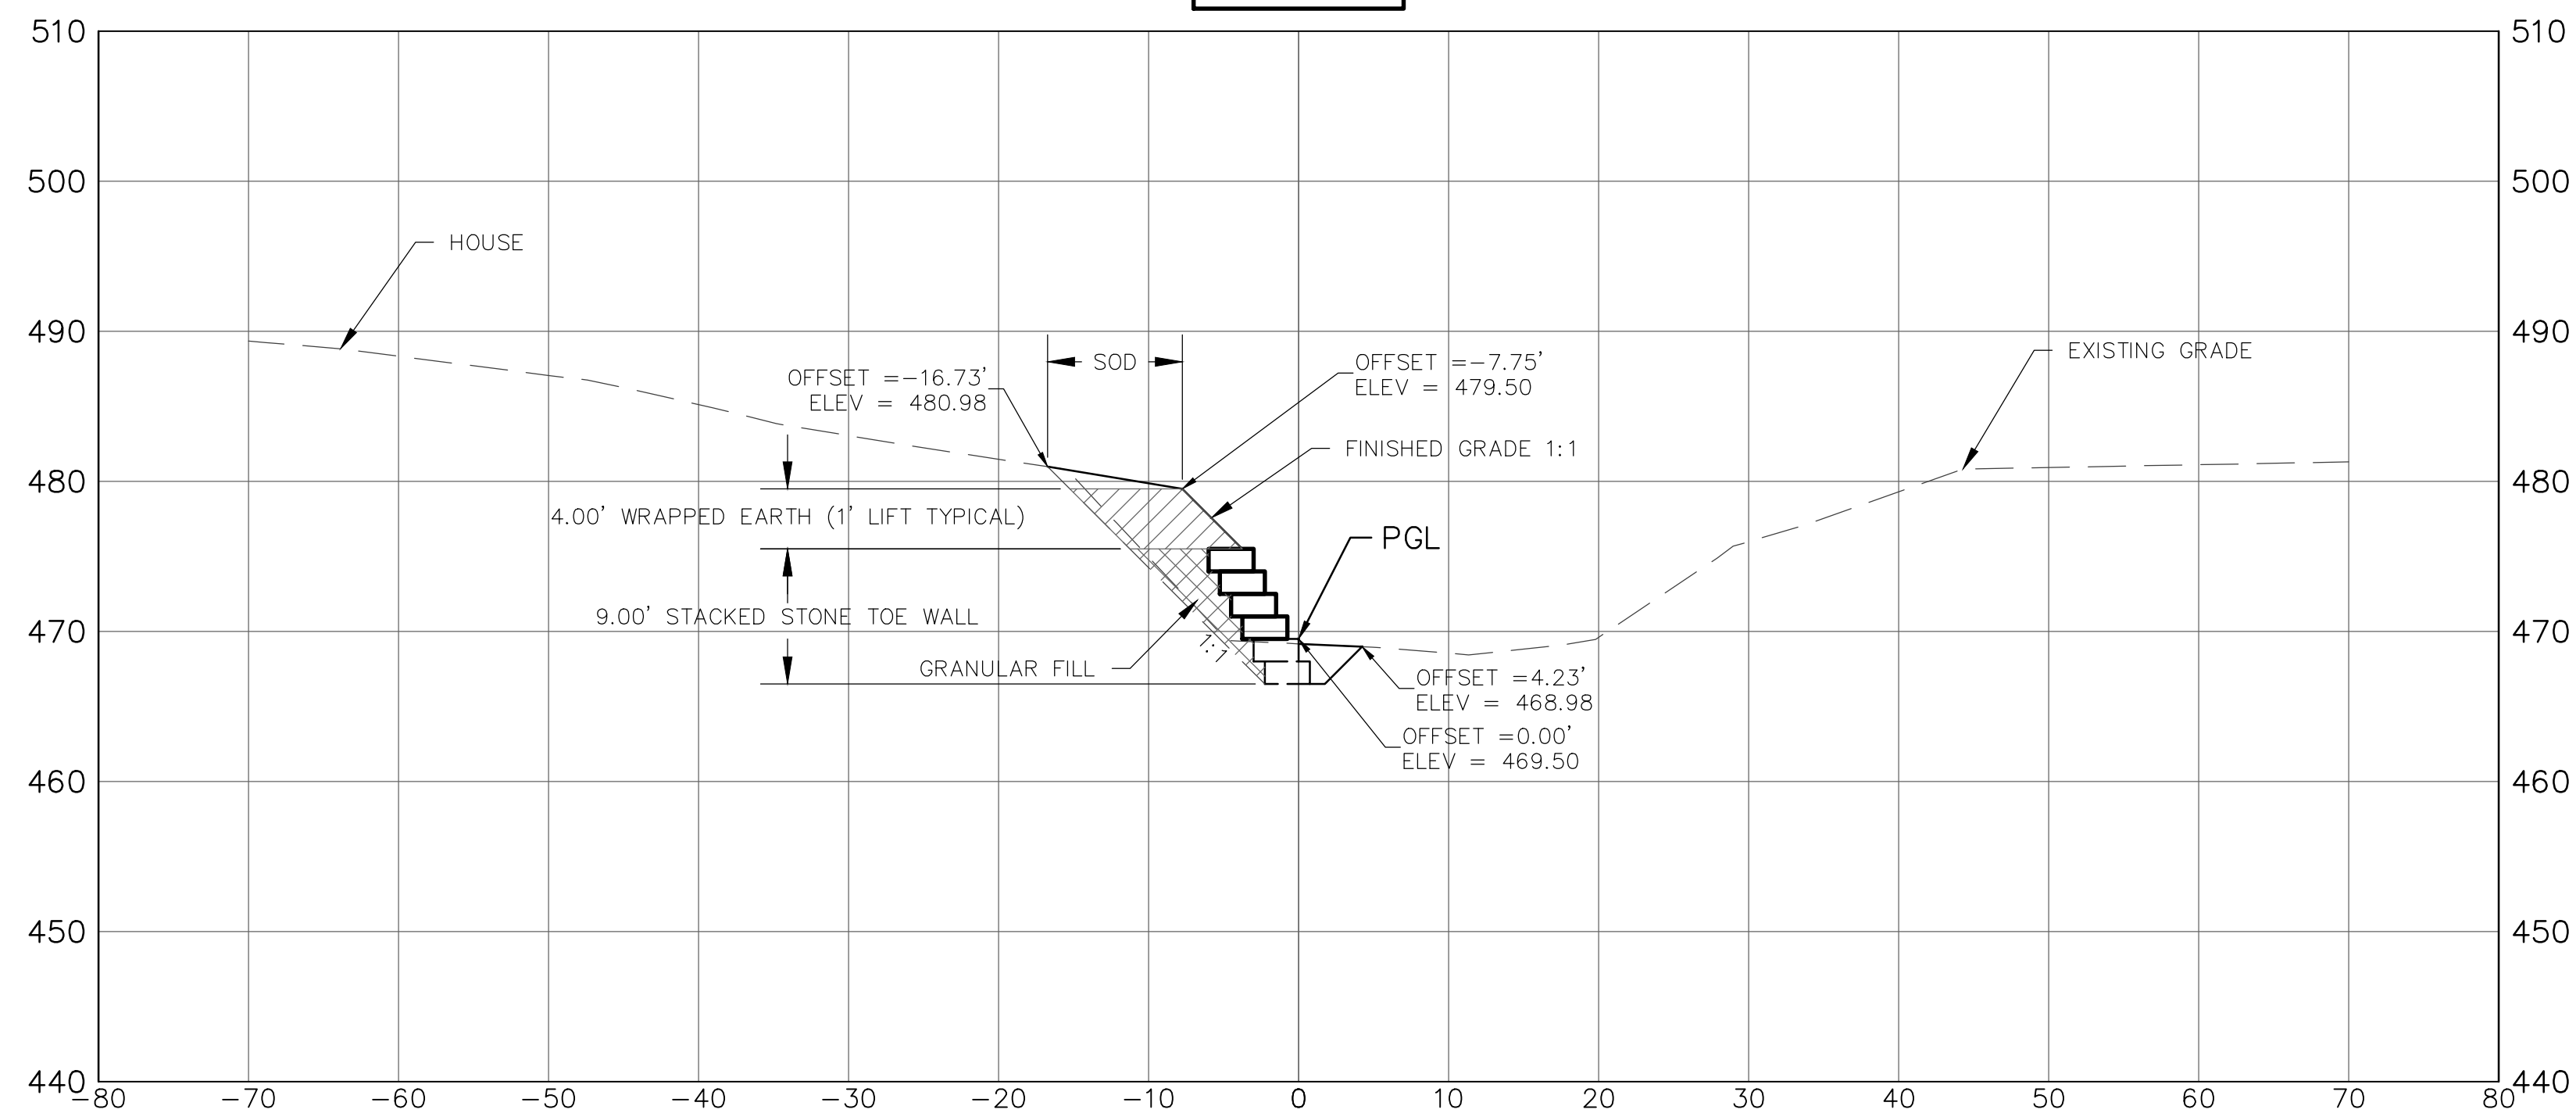 510
510
500
500
HOUSE
490
490
EXISTING GRADE
SOD
OFFSET =-7.75'
ELEV = 479.50
OFFSET =-16.73'
ELEV = 480.98
FINISHED GRADE 1:1
480
480
4.00' WRAPPED EARTH (1' LIFT TYPICAL)
PGL
9.00' STACKED STONE TOE WALL
470
470
1:1
GRANULAR FILL
OFFSET =4.23'
ELEV = 468.98
OFFSET =0.00'
ELEV = 469.50
460
460
450
450
440
440
-80 -70 -60 -50 -40 -30 -20 -10 0 10 20 30 40 50 60 70 80